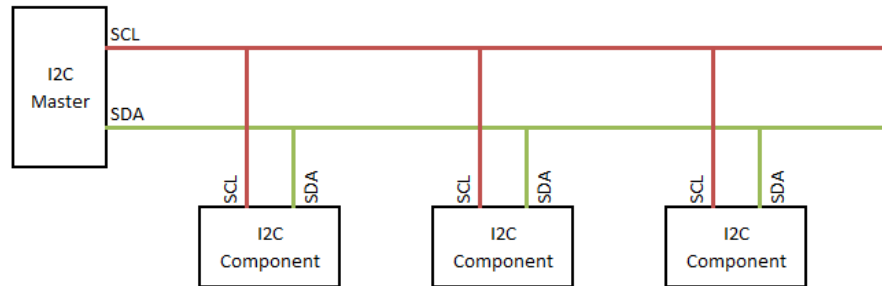 SCL
I2C
Master
SDA
SCL
SDA
SCL
SDA
SCL
SDA
I2C
Component
I2C
Component
I2C
Component